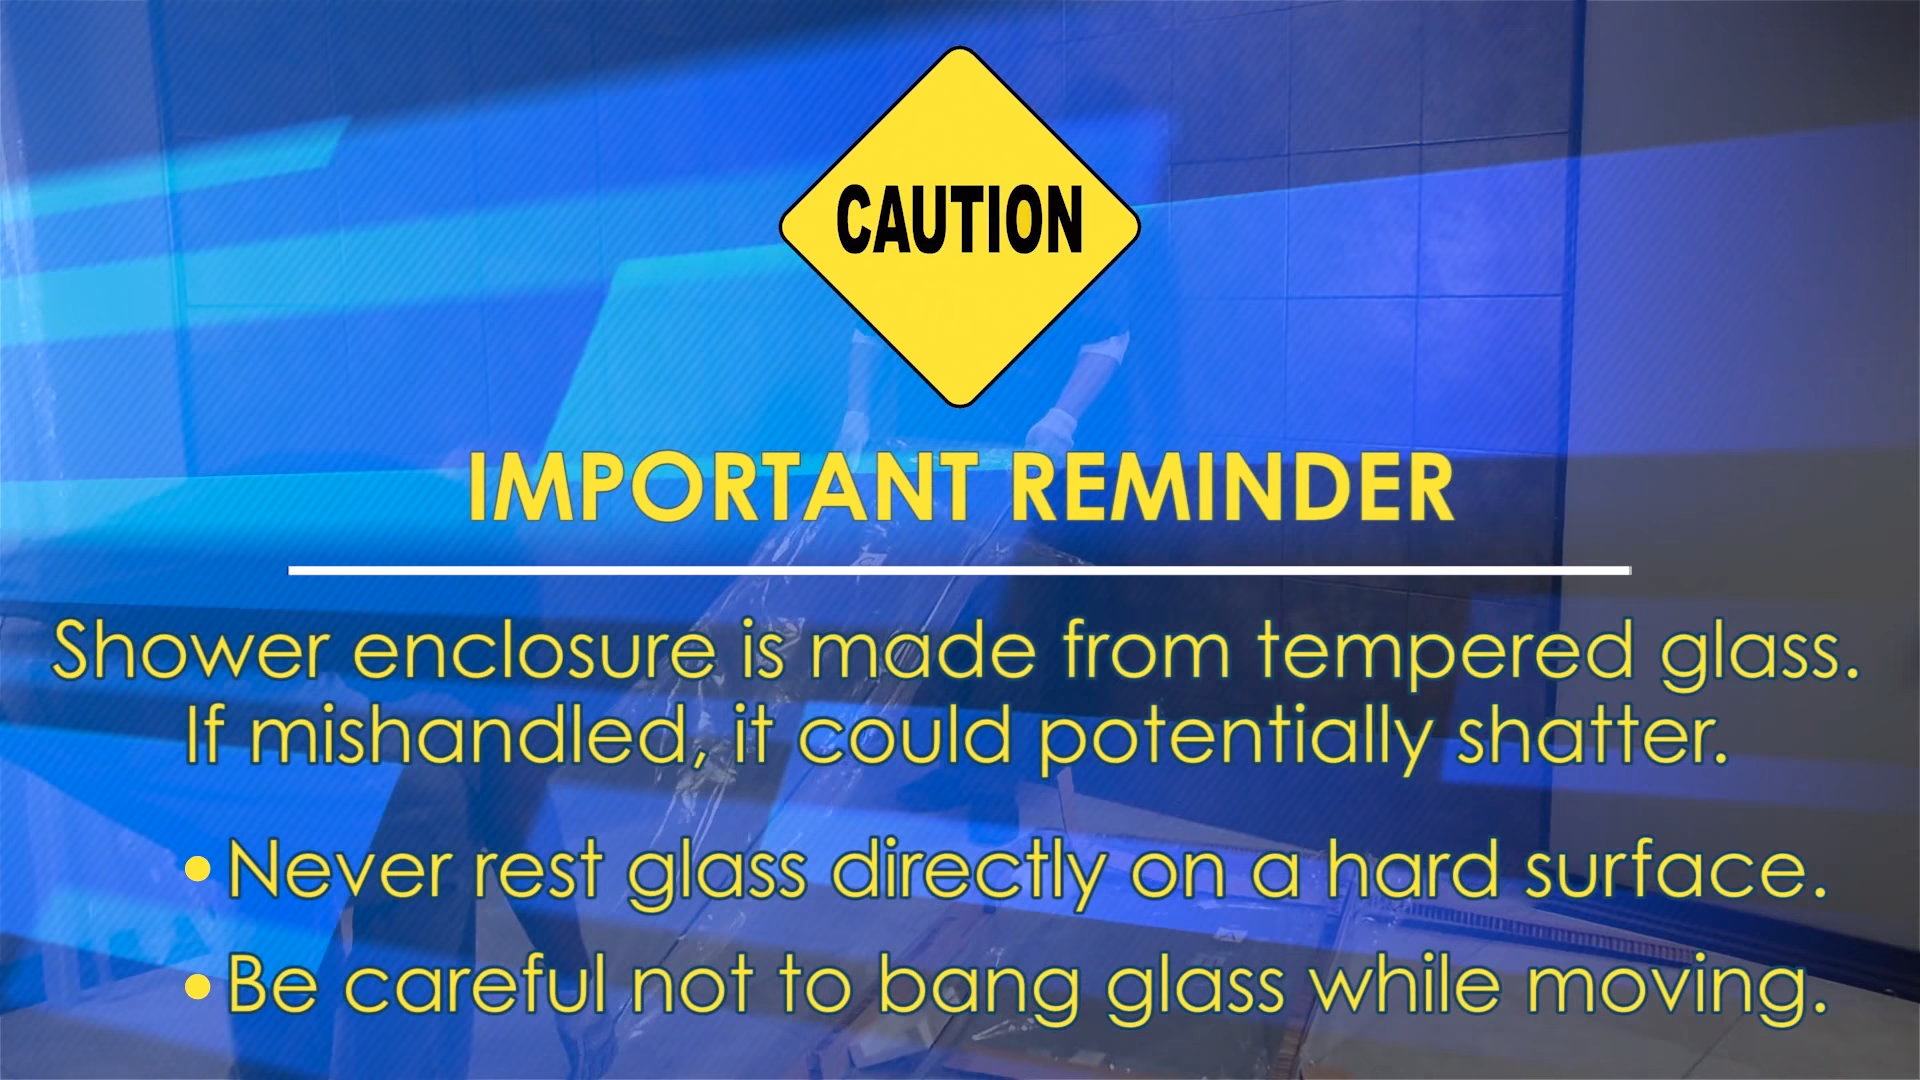 CAUTION
IMPORTANT REMINDER
Shower enclosure is made from tempered glass.
If mishandled, it could potentially shatter.
• Never rest glass directly on a hard surface.
• Be careful not to bang glass while moving.